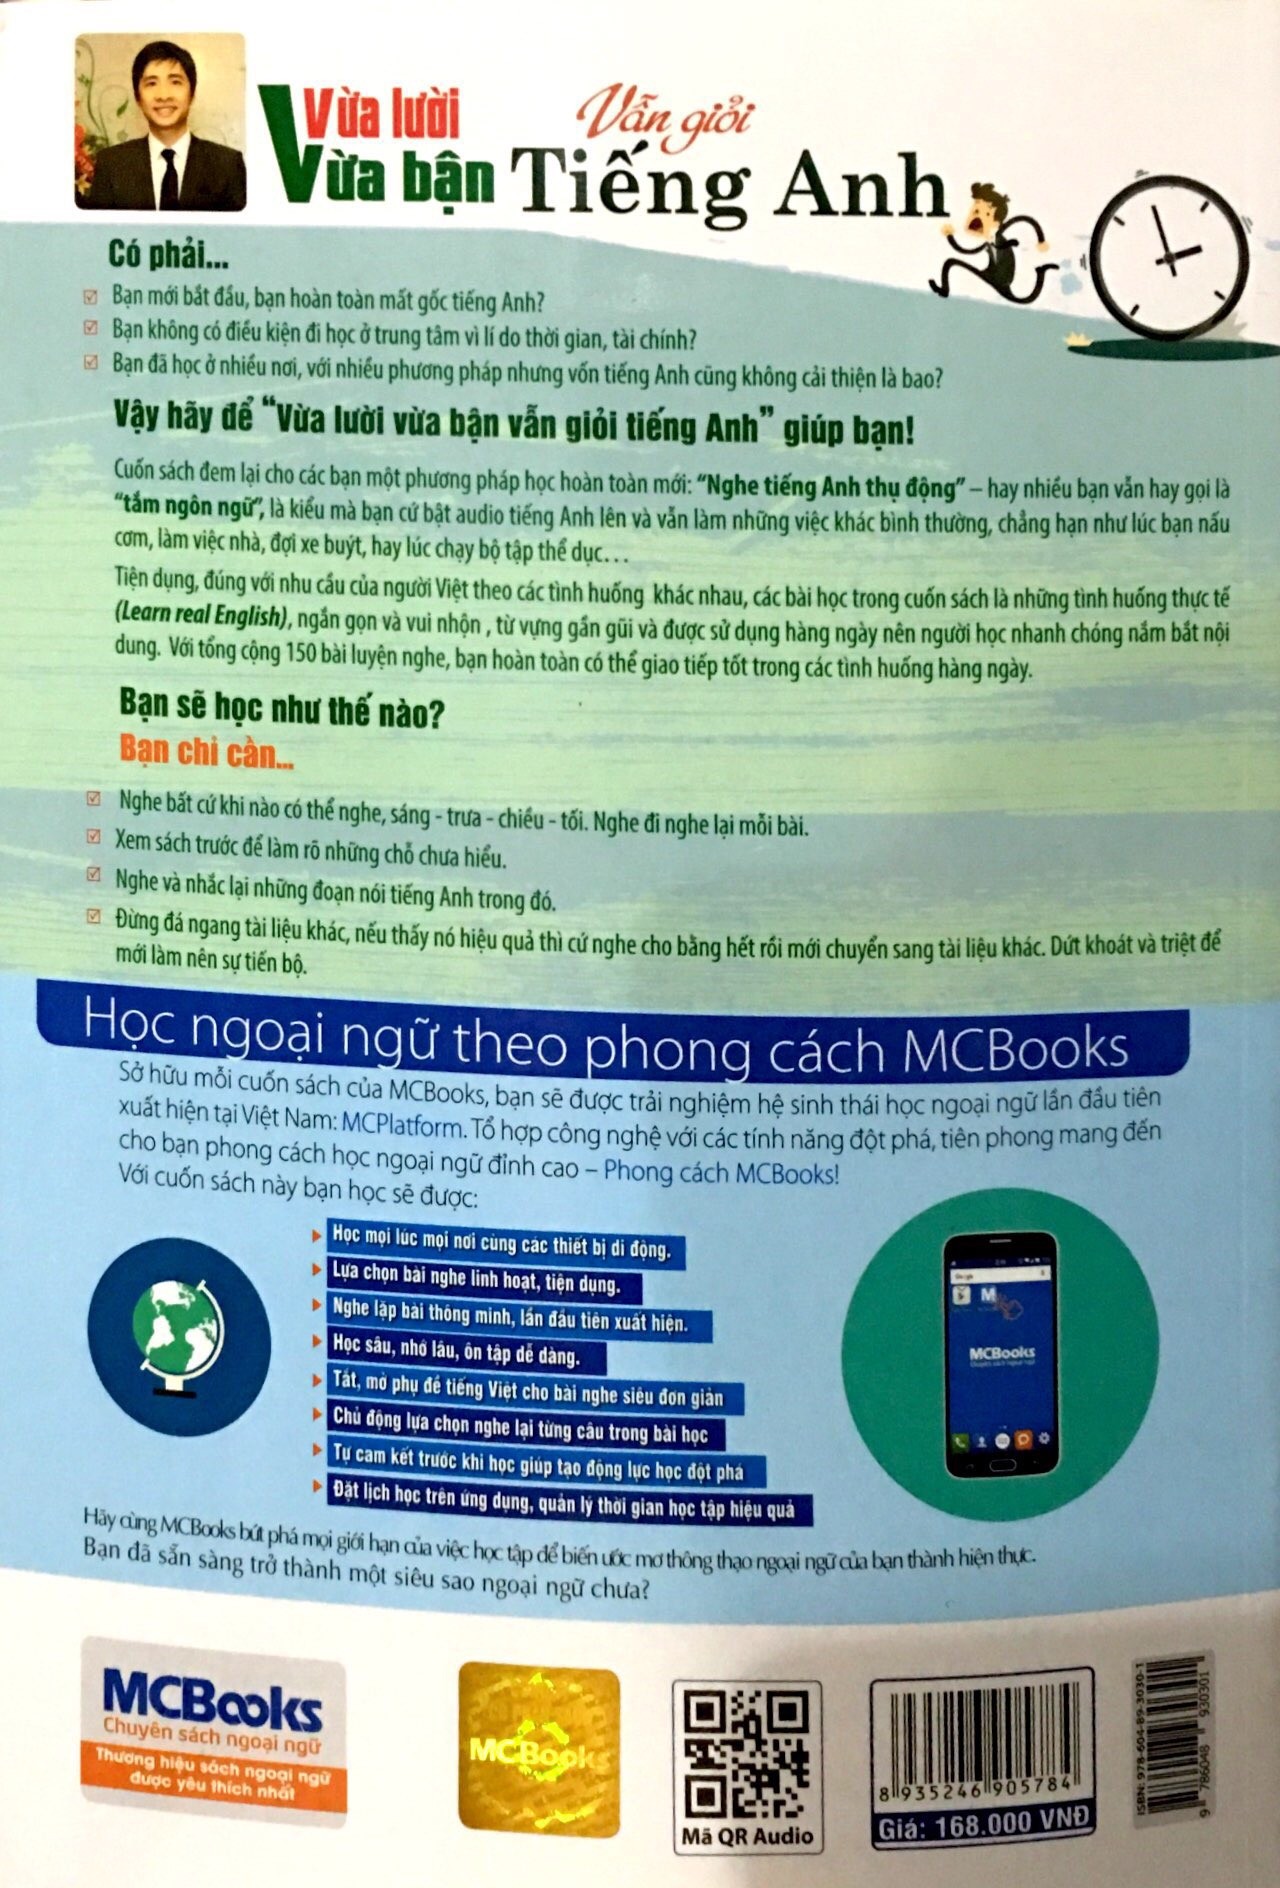 Vừa lười
Vừa bận
Vẫn giỏi
Tiếng Anh
Có phải...
Bạn mới bắt đầu, bạn hoàn toàn mất gốc tiếng Anh?
Bạn không có điều kiện đi học ở trung tâm vì lí do thời gian, tài chính?
Bạn đã học ở nhiều nơi, với nhiều phương pháp nhưng vốn tiếng Anh cũng không cải thiện là bao?
Vậy hãy để "Vừa lười vừa bận vẫn giỏi tiếng Anh" giúp bạn!
Cuốn sách đem lại cho các bạn một phương pháp học hoàn toàn mới: "Nghe tiếng Anh thụ động" – hay nhiều bạn vẫn hay gọi là
"tắm ngôn ngữ", là kiểu mà bạn cứ bật audio tiếng Anh lên và vẫn làm những việc khác bình thường, chẳng hạn như lúc bạn nấu
cơm, làm việc nhà, đợi xe buýt, hay lúc chạy bộ tập thể dục…
Tiện dụng, đúng với nhu cầu của người Việt theo các tình huống khác nhau, các bài học trong cuốn sách là những tình huống thực tế
(Learn real English), ngắn gọn và vui nhộn , từ vựng gần gũi và được sử dụng hàng ngày nên người học nhanh chóng nắm bắt nội
dung. Với tổng cộng 150 bài luyện nghe, bạn hoàn toàn có thể giao tiếp tốt trong các tình huống hàng ngày.
Bạn sẽ học như thế nào?
Bạn chỉ cần...
Nghe bất cứ khi nào có thể nghe, sáng - trưa - chiều - tối. Nghe đi nghe lại mỗi bài.
Xem sách trước để làm rõ những chỗ chưa hiểu.
Nghe và nhắc lại những đoạn nói tiếng Anh trong đó.
Đừng đá ngang tài liệu khác, nếu thấy nó hiệu quả thì cứ nghe cho bằng hết rồi mới chuyển sang tài liệu khác. Dứt khoát và triệt để
mới làm nên sự tiến bộ.
Học ngoại ngữ theo phong cách MCBooks
Sở hữu mỗi cuốn sách của MCBooks, bạn sẽ được trải nghiệm hệ sinh thái học ngoại ngữ lần đầu tiên
xuất hiện tại Việt Nam: MCPlatform. Tổ hợp công nghệ với các tính năng đột phá, tiên phong mang đến
cho bạn phong cách học ngoại ngữ đỉnh cao – Phong cách MCBooks!
Với cuốn sách này bạn học sẽ được:
Học mọi lúc mọi nơi cùng các thiết bị di động.
Lựa chọn bài nghe linh hoạt, tiện dụng.
Nghe lặp bài thông minh, lần đầu tiên xuất hiện.
Học sâu, nhớ lâu, ôn tập dễ dàng.
Tắt, mở phụ đề tiếng Việt cho bài nghe siêu đơn giản
Chủ động lựa chọn nghe lại từng câu trong bài học
Tự cam kết trước khi học giúp tạo động lực học đột phá
Đặt lịch học trên ứng dụng, quản lý thời gian học tập hiệu quả
MCBooks
Hãy cùng MCBooks bứt phá mọi giới hạn của việc học tập để biến ước mơ thông thạo ngoại ngữ của bạn thành hiện thực.
Bạn đã sẵn sàng trở thành một siêu sao ngoại ngữ chưa?
MCBooks
Chuyên sách ngoại ngữ
Thương hiệu sách ngoại ngữ
được yêu thích nhất
MCBooks
Mã QR Audio
8 935246 905784
Giá: 168.000 VNĐ
ISBN: 978-604-89-3030-1
9 786048 930301